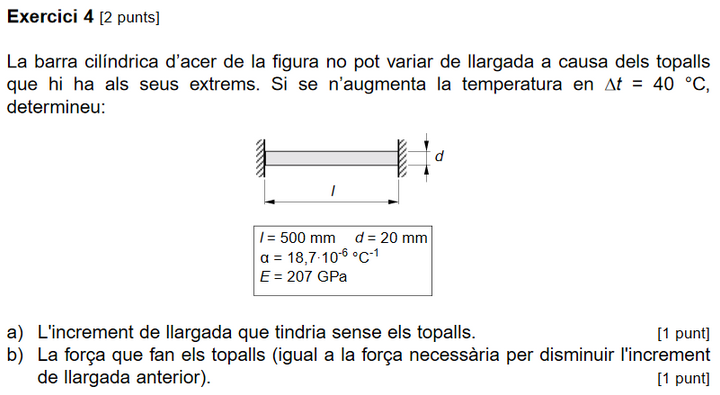 Exercici 4 [2 punts]
La barra cilíndrica d'acer de la figura no pot variar de llargada a causa dels topalls
que hi ha als seus extrems. Si se n'augmenta la temperatura en Δt = 40 °C,
determineu:
d
l
l = 500 mm d = 20 mm
α = 18,7·10⁻⁶ °C⁻¹
E = 207 GPa
a) L'increment de llargada que tindria sense els topalls. [1 punt]
b) La força que fan els topalls (igual a la força necessària per disminuir l'increment
de llargada anterior). [1 punt]